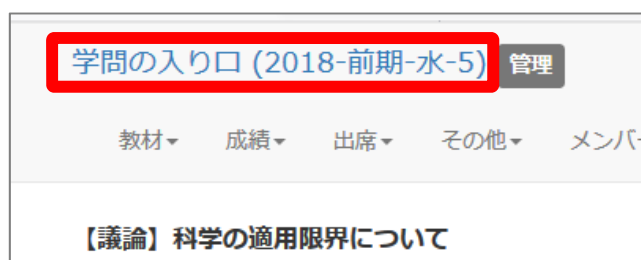 学問の入り口 (2018-前期-水-5) 管理
教材▾ 成績▾ 出席▾ その他▾ メンバー
【議論】科学の適用限界について